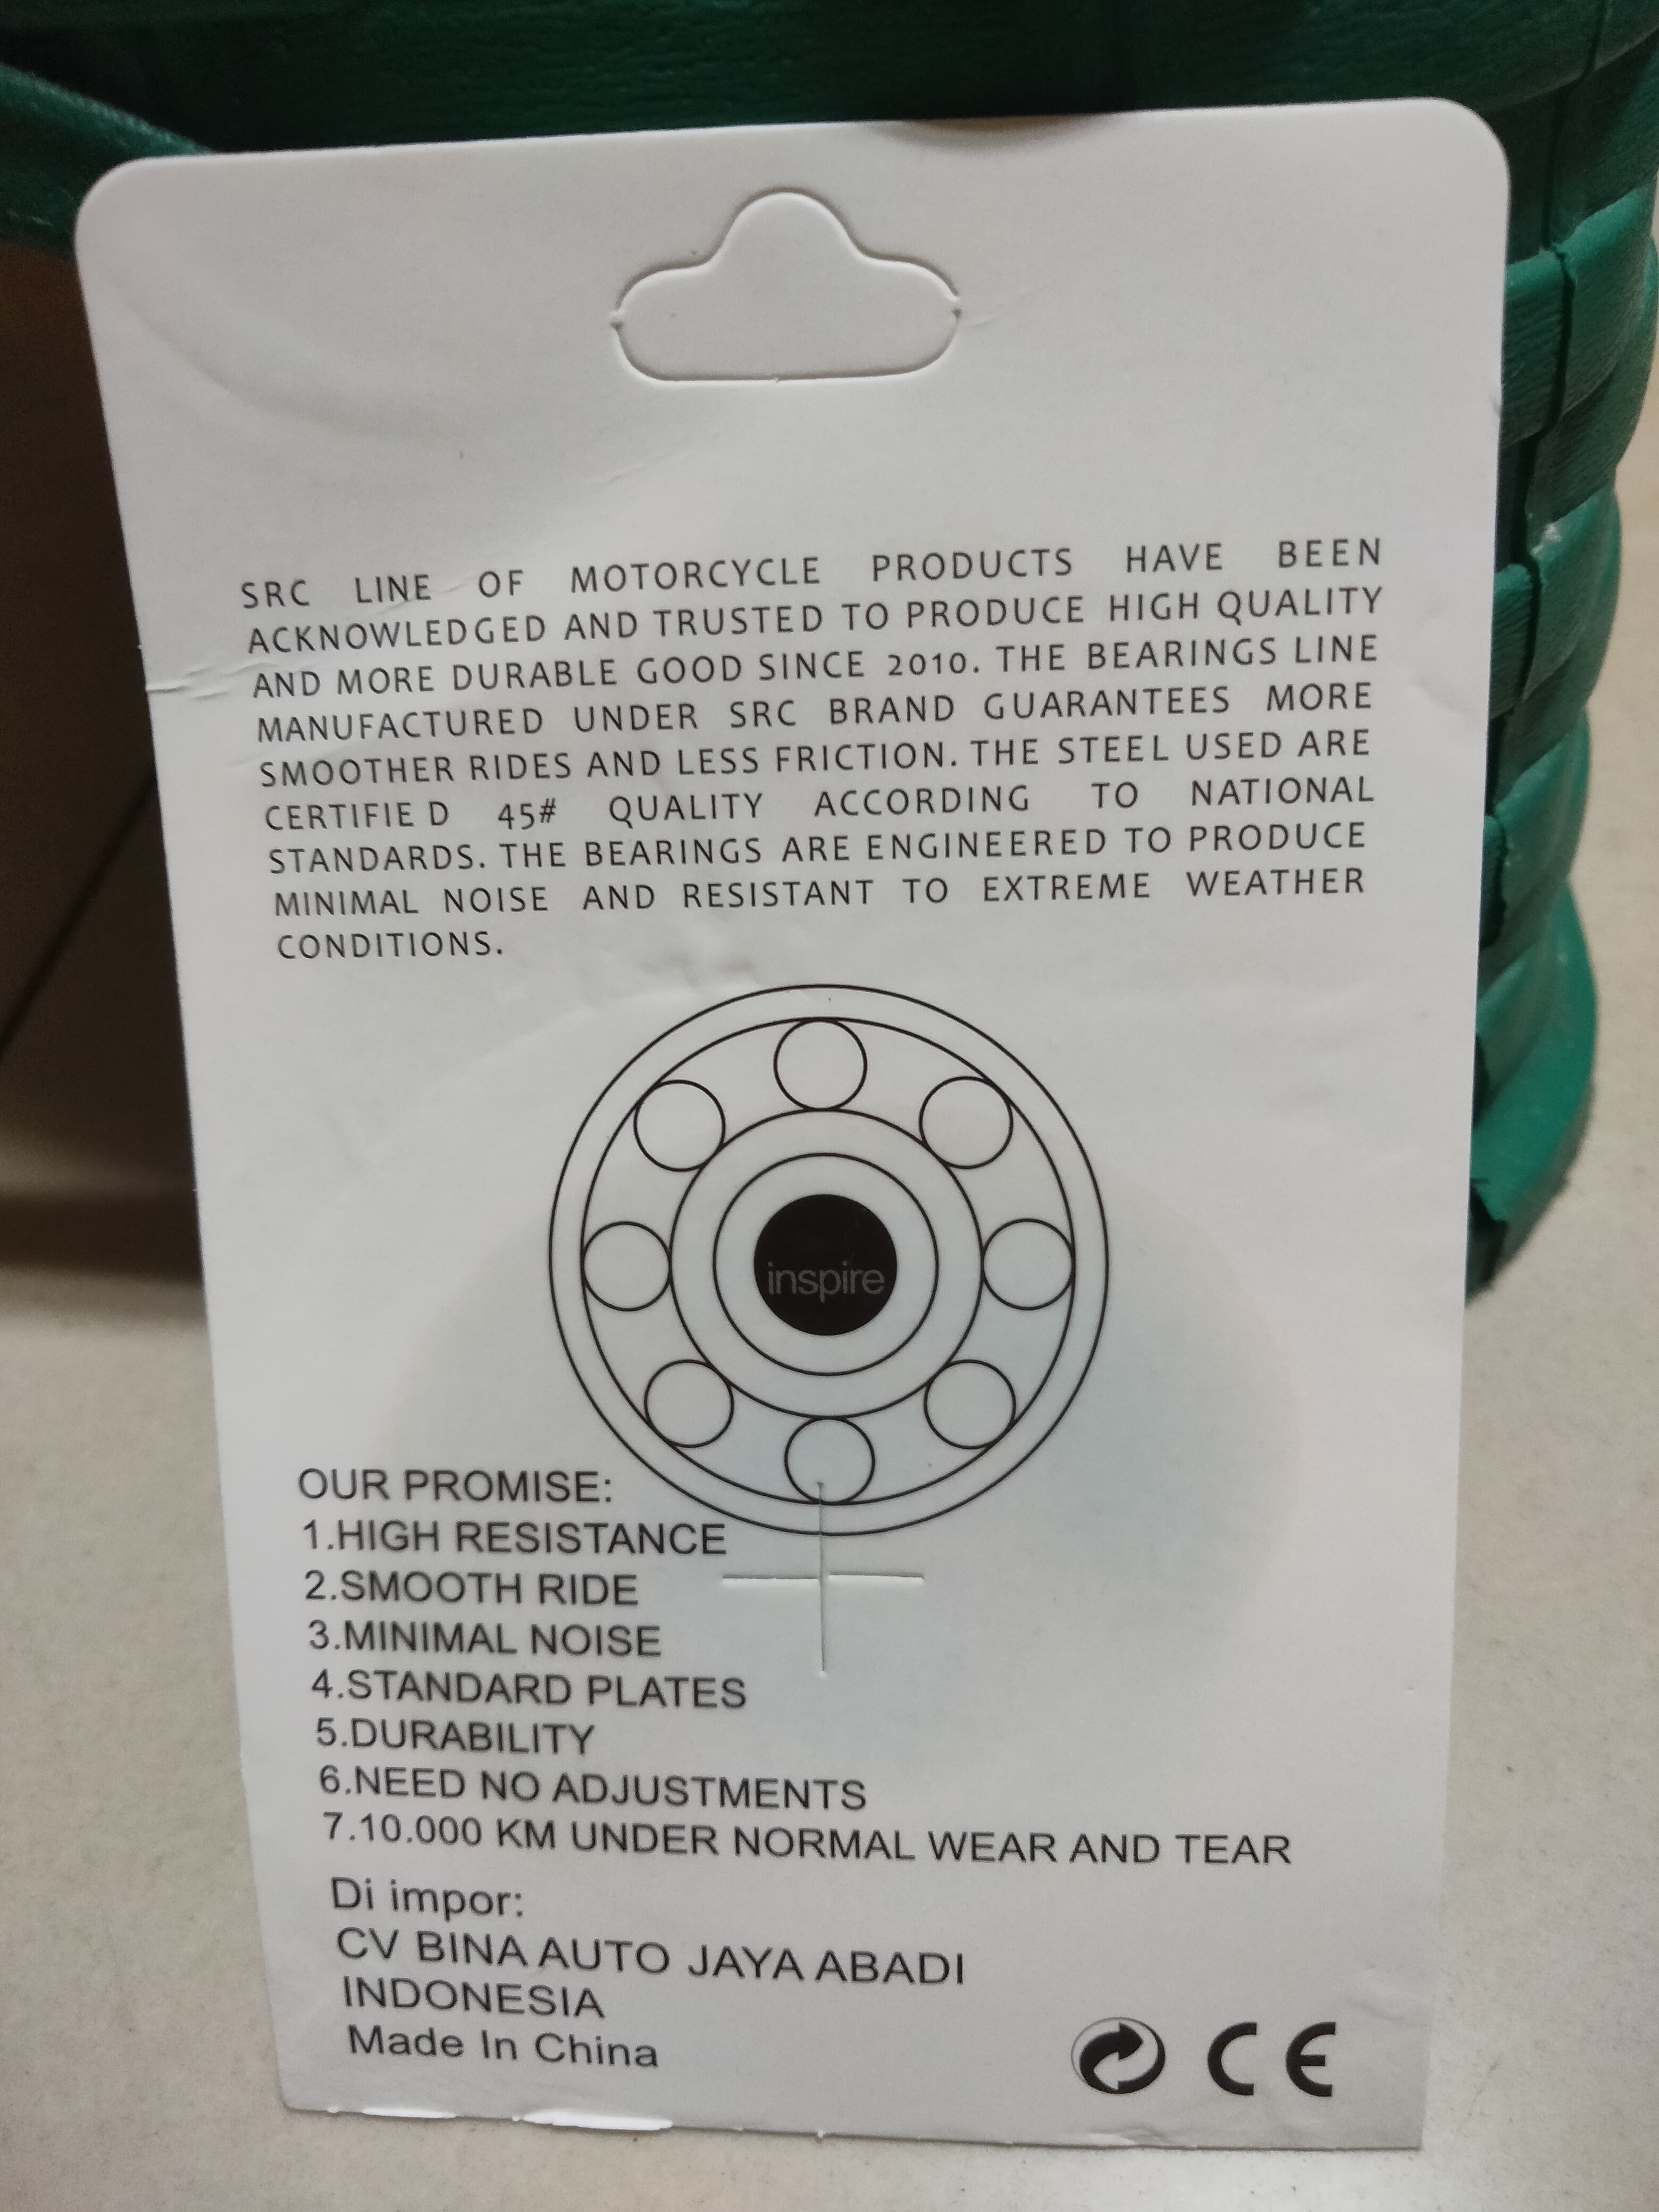 SRC LINE OF MOTORCYCLE PRODUCTS HAVE BEEN
ACKNOWLEDGED AND TRUSTED TO PRODUCE HIGH QUALITY
AND MORE DURABLE GOOD SINCE 2010. THE BEARINGS LINE
MANUFACTURED UNDER SRC BRAND GUARANTEES MORE
SMOOTHER RIDES AND LESS FRICTION. THE STEEL USED ARE
CERTIFIE D 45# QUALITY ACCORDING TO NATIONAL
STANDARDS. THE BEARINGS ARE ENGINEERED TO PRODUCE
MINIMAL NOISE AND RESISTANT TO EXTREME WEATHER
CONDITIONS.
inspire
OUR PROMISE:
1.HIGH RESISTANCE
2.SMOOTH RIDE
3.MINIMAL NOISE
4.STANDARD PLATES
5.DURABILITY
6.NEED NO ADJUSTMENTS
7.10.000 KM UNDER NORMAL WEAR AND TEAR
Di impor:
CV BINA AUTO JAYA ABADI
INDONESIA
Made In China
CE